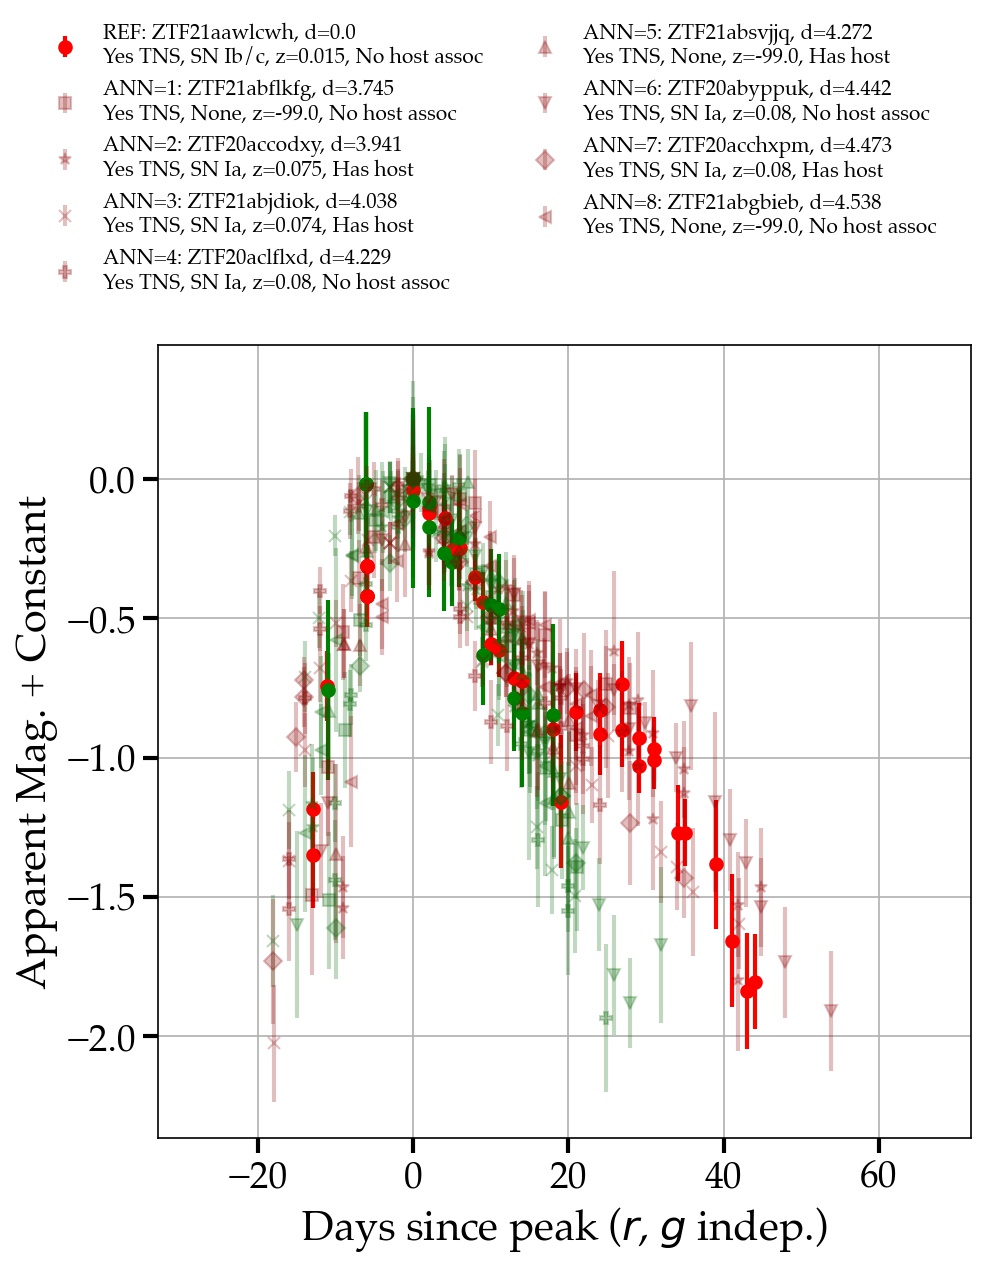 REF: ZTF21aawlcwh, d=0.0
Yes TNS, SN Ib/c, z=0.015, No host assoc
ANN=1: ZTF21abflkfg, d=3.745
Yes TNS, None, z=-99.0, No host assoc
ANN=2: ZTF20accodxy, d=3.941
Yes TNS, SN Ia, z=0.075, Has host
ANN=3: ZTF21abjdiok, d=4.038
Yes TNS, SN Ia, z=0.074, Has host
ANN=4: ZTF20aclflxd, d=4.229
Yes TNS, SN Ia, z=0.08, No host assoc
ANN=5: ZTF21absvjjq, d=4.272
Yes TNS, None, z=-99.0, Has host
ANN=6: ZTF20abyppuk, d=4.442
Yes TNS, SN Ia, z=0.08, No host assoc
ANN=7: ZTF20acchxpm, d=4.473
Yes TNS, SN Ia, z=0.08, Has host
ANN=8: ZTF21abgbieb, d=4.538
Yes TNS, None, z=-99.0, No host assoc
Apparent Mag. + Constant
0.0
−0.5
−1.0
−1.5
−2.0
−20
0
20
40
60
Days since peak (r, g indep.)